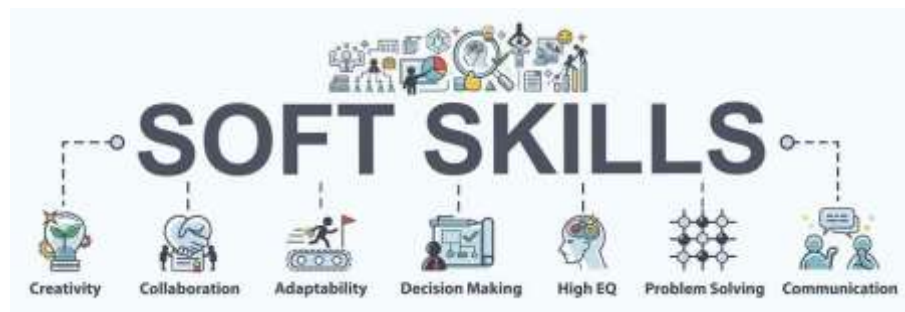 SOFT SKILLS
Creativity Collaboration Adaptability Decision Making High EQ Problem Solving Communication